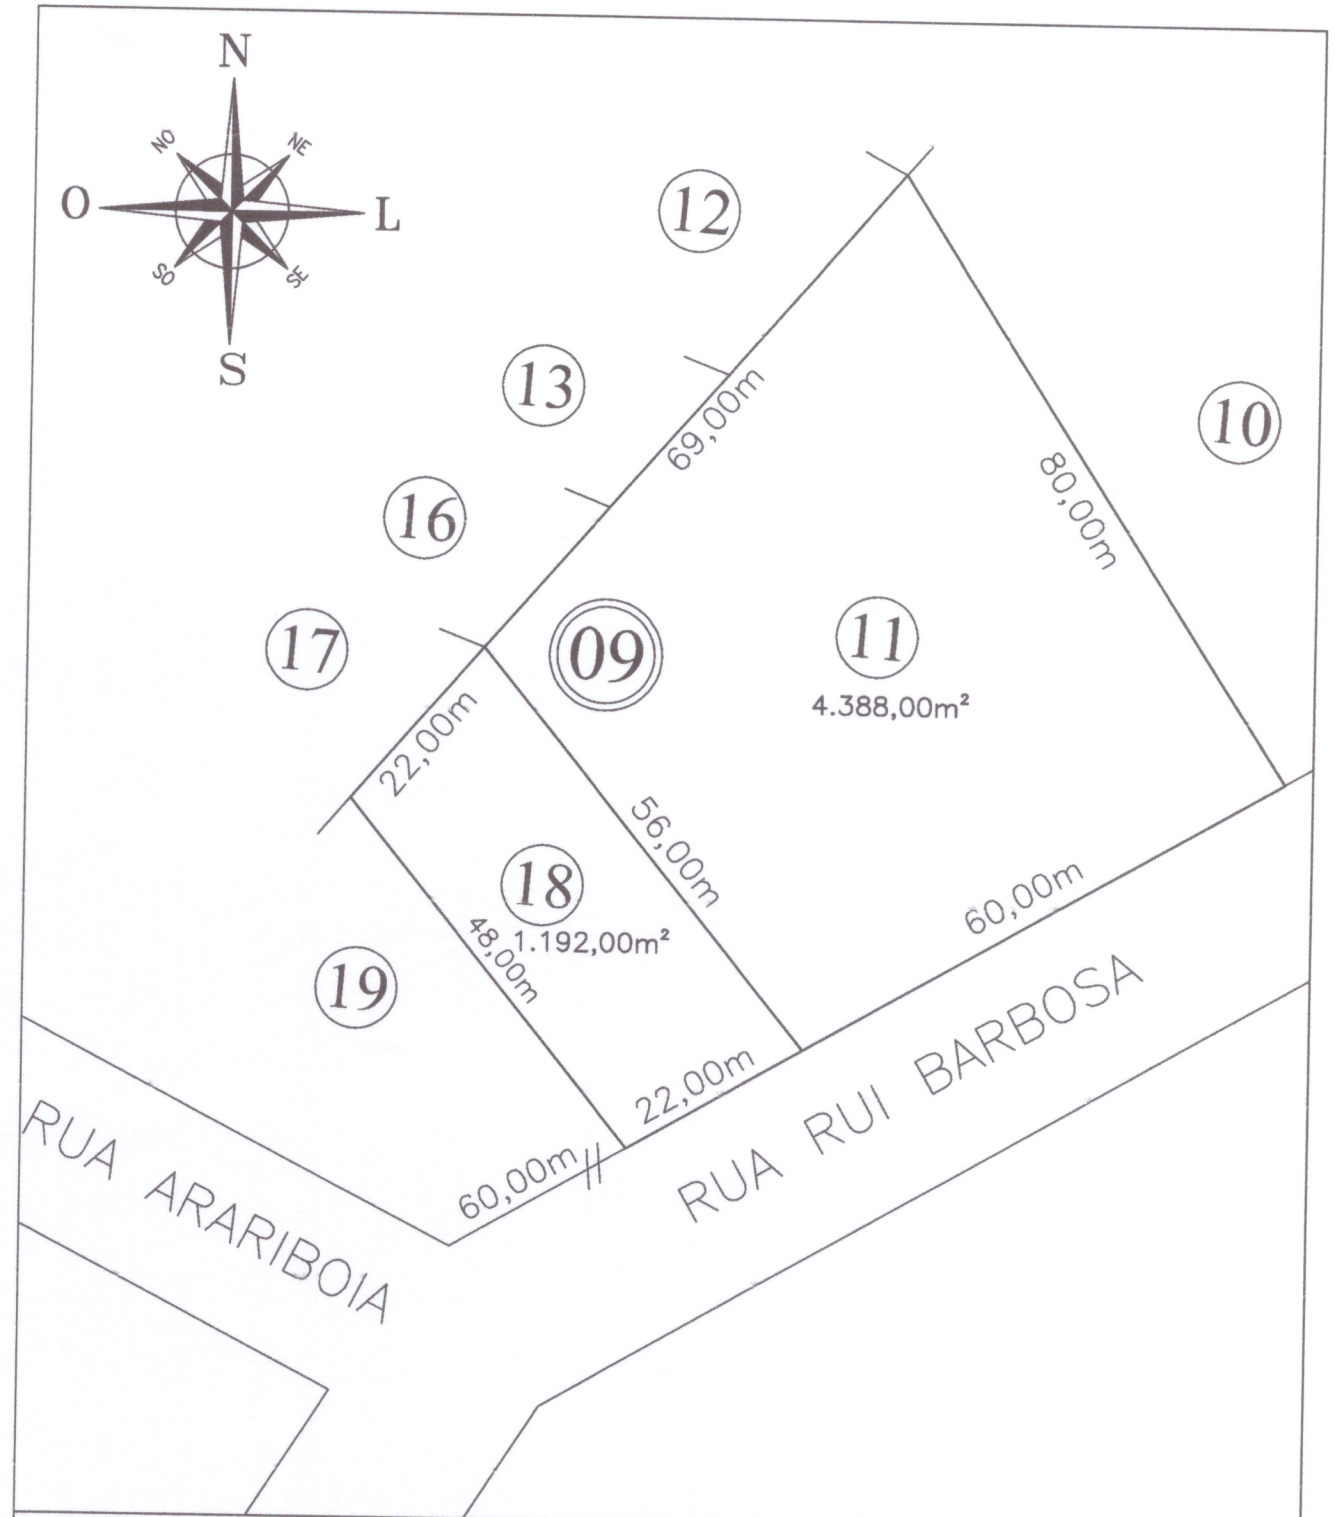 N
NO
NE
O
L
SO
SE
S
12
13
69,00m
10
16
80,00m
17
09
11
4.388,00m²
22,00m
56,00m
18
1.192,00m²
48,00m
60,00m
19
22,00m
60,00m
RUA RUI BARBOSA
RUA ARARIBOIA